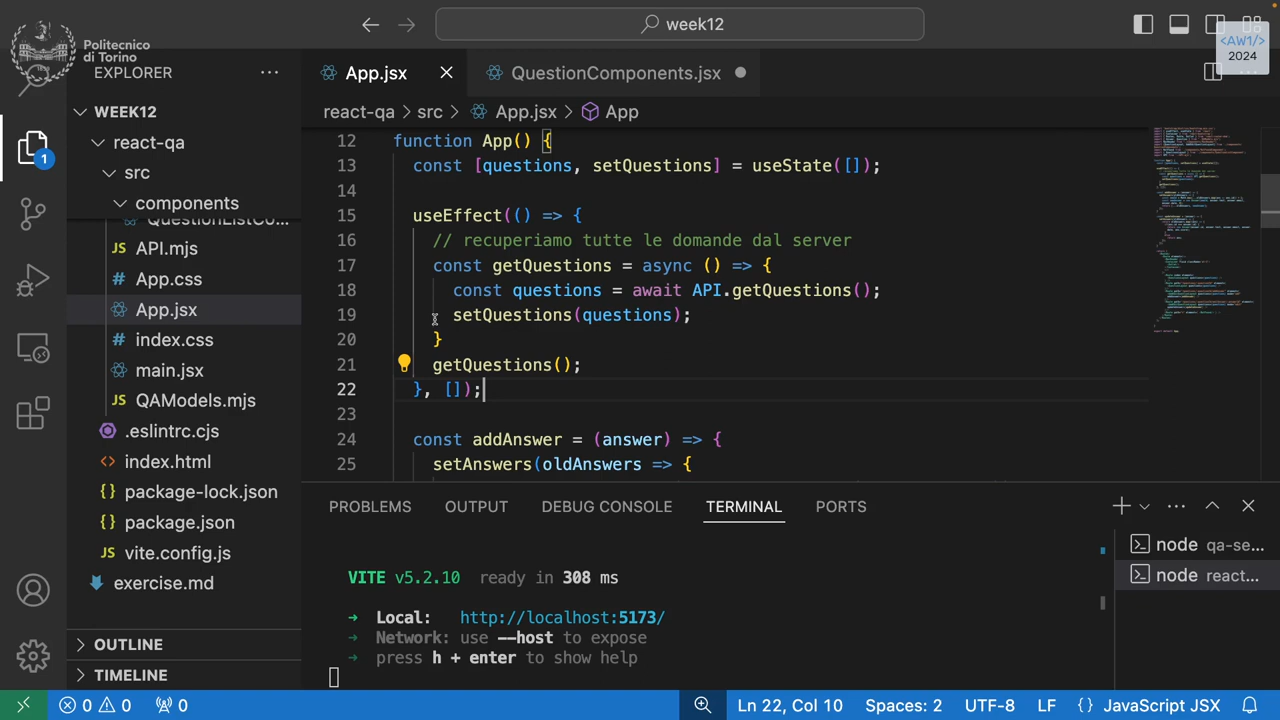 week12
Politecnico
di Torino
<AW1/>
2024
EXPLORER
App.jsx
QuestionComponents.jsx
WEEK12
react-qa > src > App.jsx > App
react-qa
src
components
QuestionListCo...
API.mjs
App.css
App.jsx
index.css
main.jsx
QAModels.mjs
.eslintrc.cjs
index.html
package-lock.json
package.json
vite.config.js
exercise.md
OUTLINE
TIMELINE
12 function App() {
13 const [questions, setQuestions] = useState([]);
14
15 useEffect(() => {
16 // recuperiamo tutte le domande dal server
17 const getQuestions = async () => {
18 const questions = await API.getQuestions();
19 setQuestions(questions);
20 }
21 getQuestions();
22 }, []);
23
24 const addAnswer = (answer) => {
25 setAnswers(oldAnswers => {
PROBLEMS OUTPUT DEBUG CONSOLE TERMINAL PORTS
VITE v5.2.10 ready in 308 ms
➜ Local: http://localhost:5173/
➜ Network: use --host to expose
➜ press h + enter to show help
node qa-se...
node react...
1
0 0 0 Ln 22, Col 10 Spaces: 2 UTF-8 LF {} JavaScript JSX